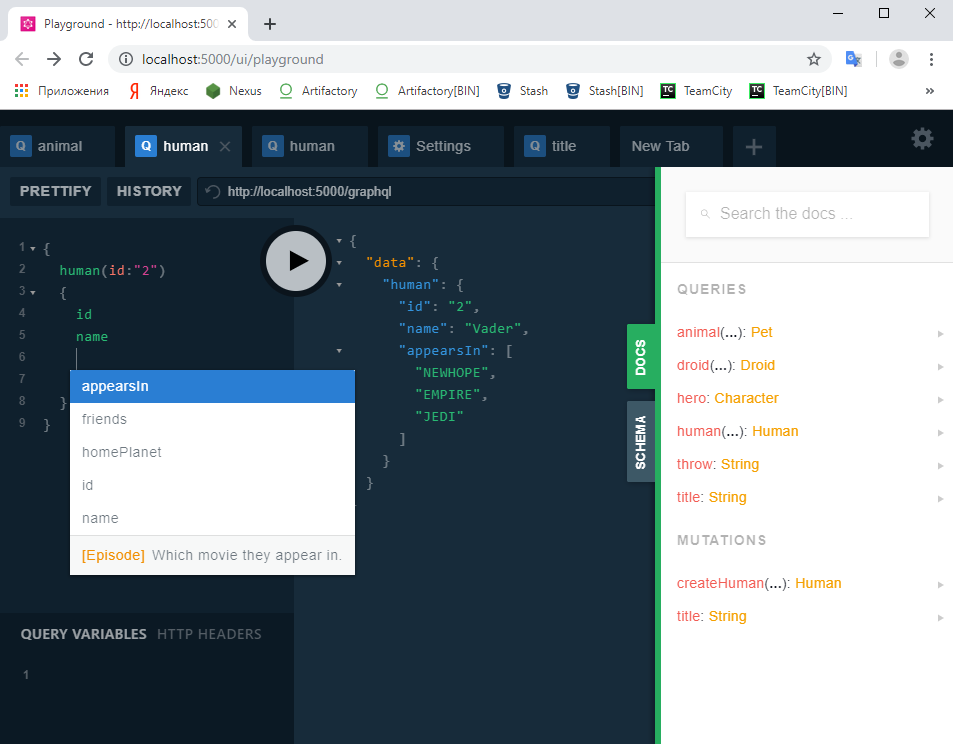 Playground - http://localhost:500
localhost:5000/ui/playground
Приложения Яндекс Nexus Artifactory Artifactory[BIN] Stash Stash[BIN] TeamCity TeamCity[BIN] »
Q animal Q human Q human Settings Q title New Tab
PRETTIFY HISTORY http://localhost:5000/graphql
1 {
2 human(id:"2")
3 {
4 id
5 name
6
7
8 }
9 }
appearsIn
friends
homePlanet
id
name
[Episode] Which movie they appear in.
QUERY VARIABLES HTTP HEADERS
1
{
"data": {
"human": {
"id": "2",
"name": "Vader",
"appearsIn": [
"NEWHOPE",
"EMPIRE",
"JEDI"
]
}
}
DOCS
SCHEMA
Search the docs ...
QUERIES
animal(...): Pet
droid(...): Droid
hero: Character
human(...): Human
throw: String
title: String
MUTATIONS
createHuman(...): Human
title: String